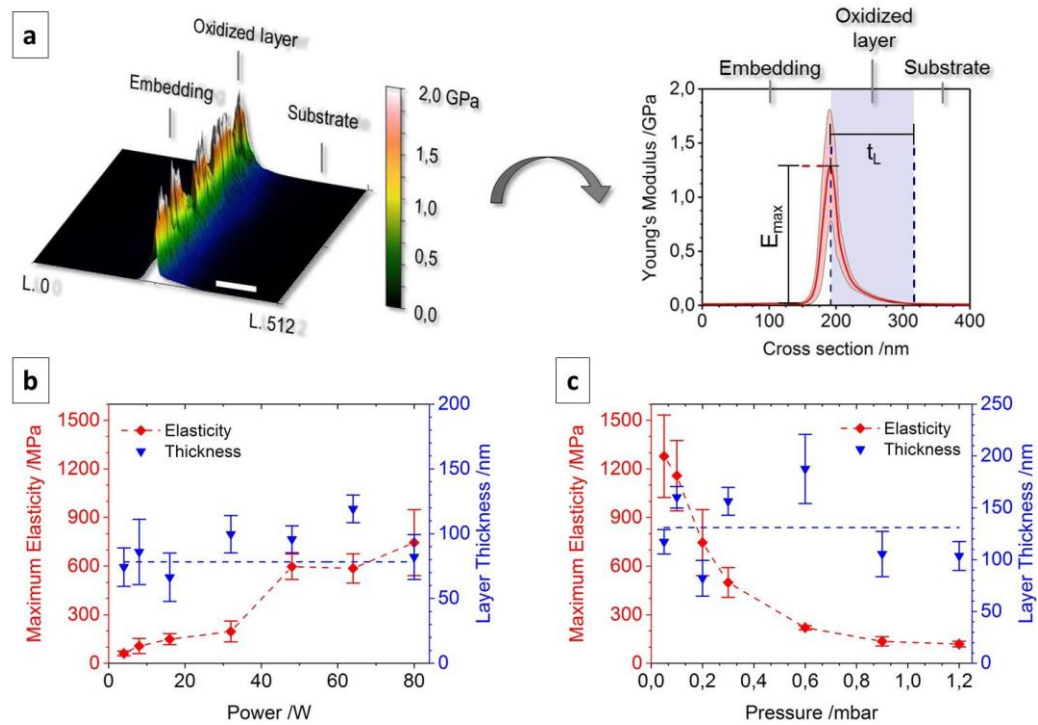 a
Oxidized layer
Embedding
Substrate
2,0 GPa
1,5
1,0
0,5
0,0
L. 0
L. 512
Oxidized
layer
Embedding
Substrate
2,0
1,5
1,0
0,5
0,0
Young's Modulus /GPa
Emax
tL
0 100 200 300 400
Cross section /nm
b
1500
1200
900
600
300
0
Maximum Elasticity /MPa
Elasticity
Thickness
200
150
100
50
0
Layer Thickness /nm
0 20 40 60 80
Power /W
c
1500
1200
900
600
300
0
Maximum Elasticity /MPa
Elasticity
Thickness
250
200
150
100
50
0
Layer Thickness /nm
0,0 0,2 0,4 0,6 0,8 1,0 1,2
Pressure /mbar